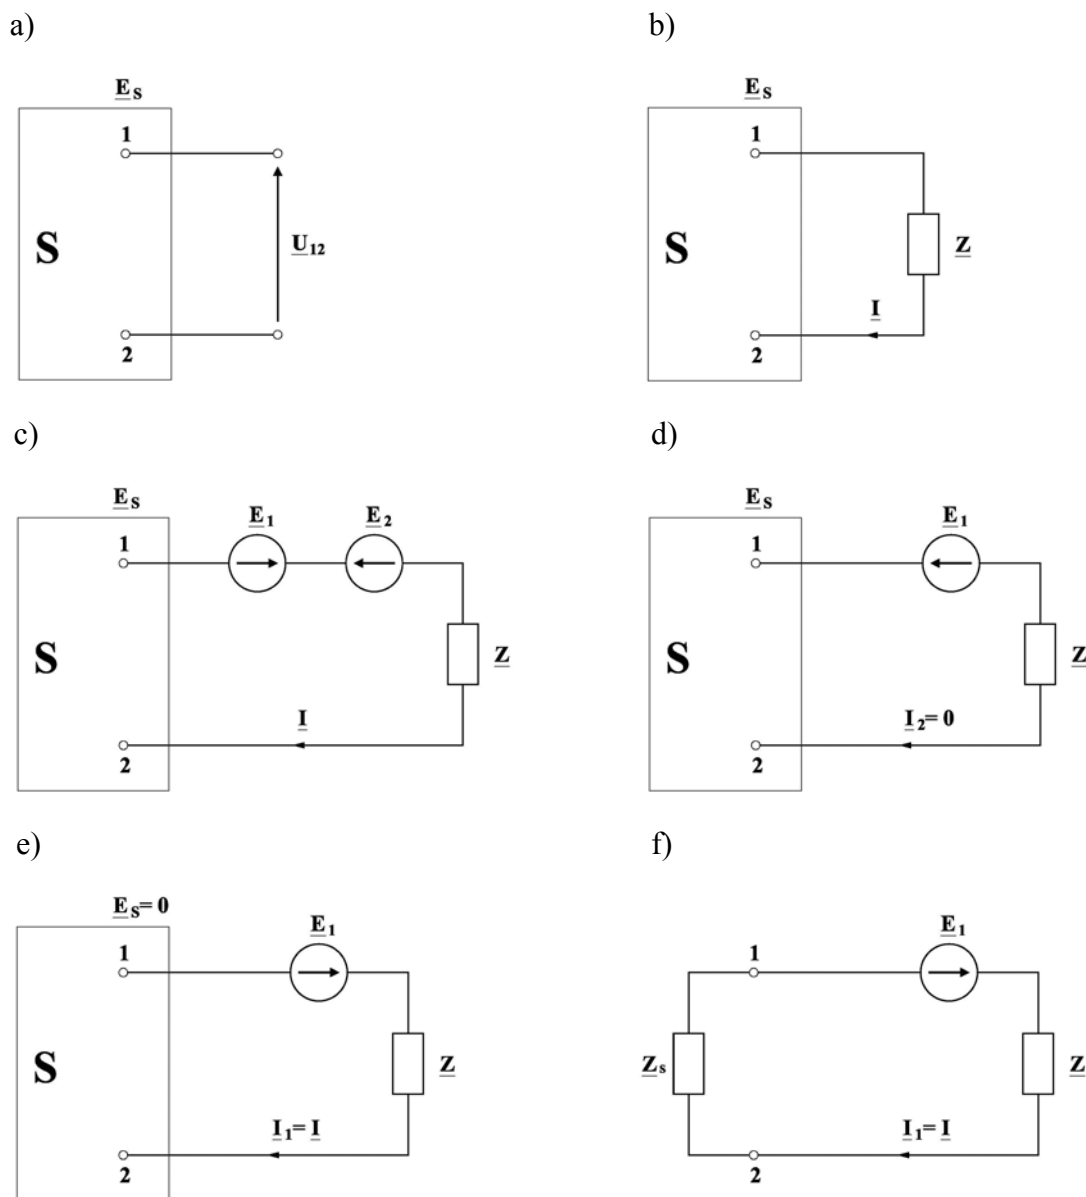 a)
E_S
1
S
U_12
2
b)
E_S
1
S
Z
I
2
c)
E_S
1
E_1
E_2
S
Z
I
2
d)
E_S
1
E_1
S
Z
I_2= 0
2
e)
E_S= 0
1
E_1
S
Z
I_1= I
2
f)
1
E_1
Z_s
Z
I_1= I
2